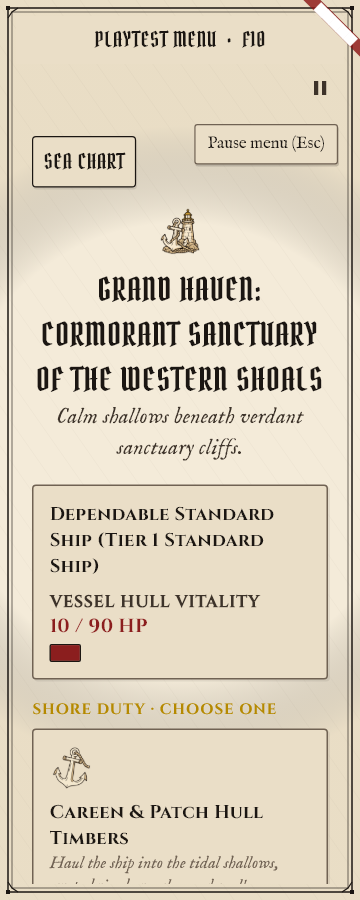 PLAYTEST MENU · F10
Pause menu (Esc)
SEA CHART
GRAND HAVEN:
CORMORANT SANCTUARY
OF THE WESTERN SHOALS
Calm shallows beneath verdant
sanctuary cliffs.
Dependable Standard
Ship (Tier 1 Standard
Ship)
VESSEL HULL VITALITY
10 / 90 HP
SHORE DUTY · CHOOSE ONE
Careen & Patch Hull
Timbers
Haul the ship into the tidal shallows,